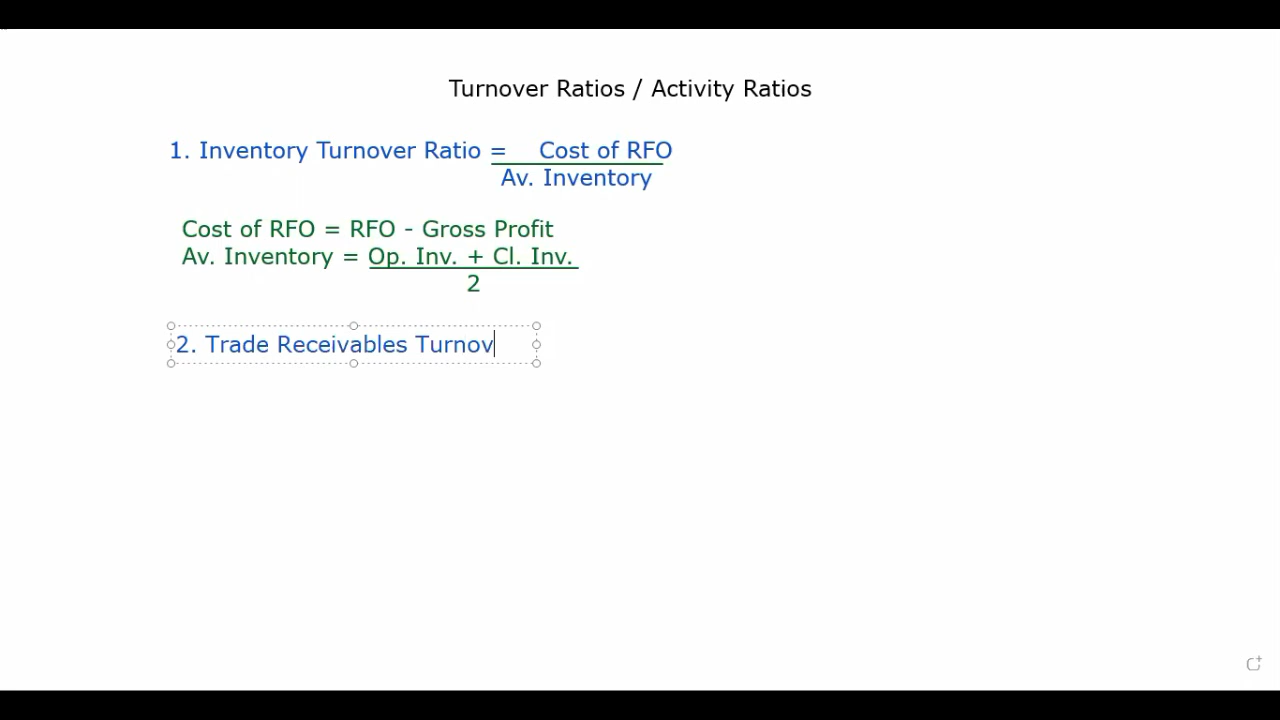 Turnover Ratios / Activity Ratios
1. Inventory Turnover Ratio = Cost of RFO
Av. Inventory
Cost of RFO = RFO - Gross Profit
Av. Inventory = Op. Inv. + Cl. Inv.
2
2. Trade Receivables Turnov